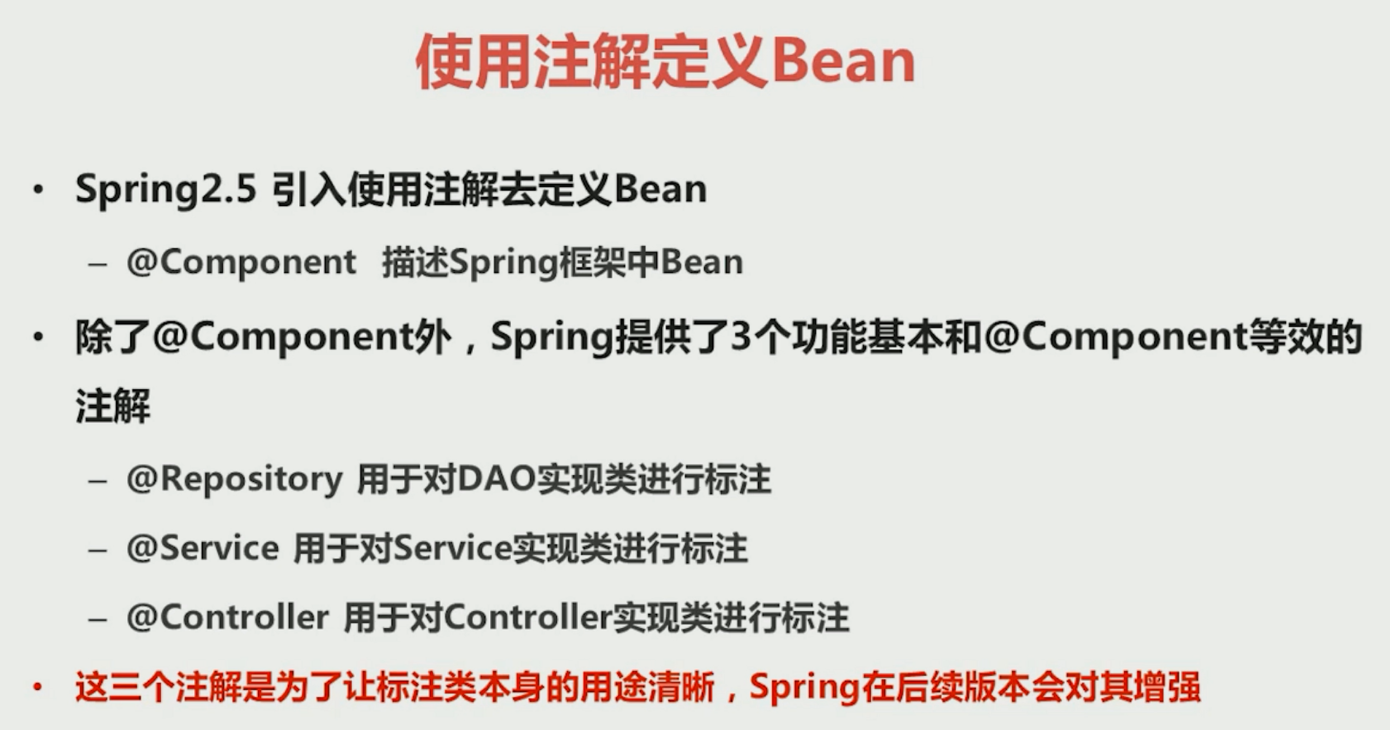 使用注解定义Bean
• Spring2.5 引入使用注解去定义Bean
– @Component 描述Spring框架中Bean
• 除了@Component外，Spring提供了3个功能基本和@Component等效的
注解
– @Repository 用于对DAO实现类进行标注
– @Service 用于对Service实现类进行标注
– @Controller 用于对Controller实现类进行标注
• 这三个注解是为了让标注类本身的用途清晰，Spring在后续版本会对其增强